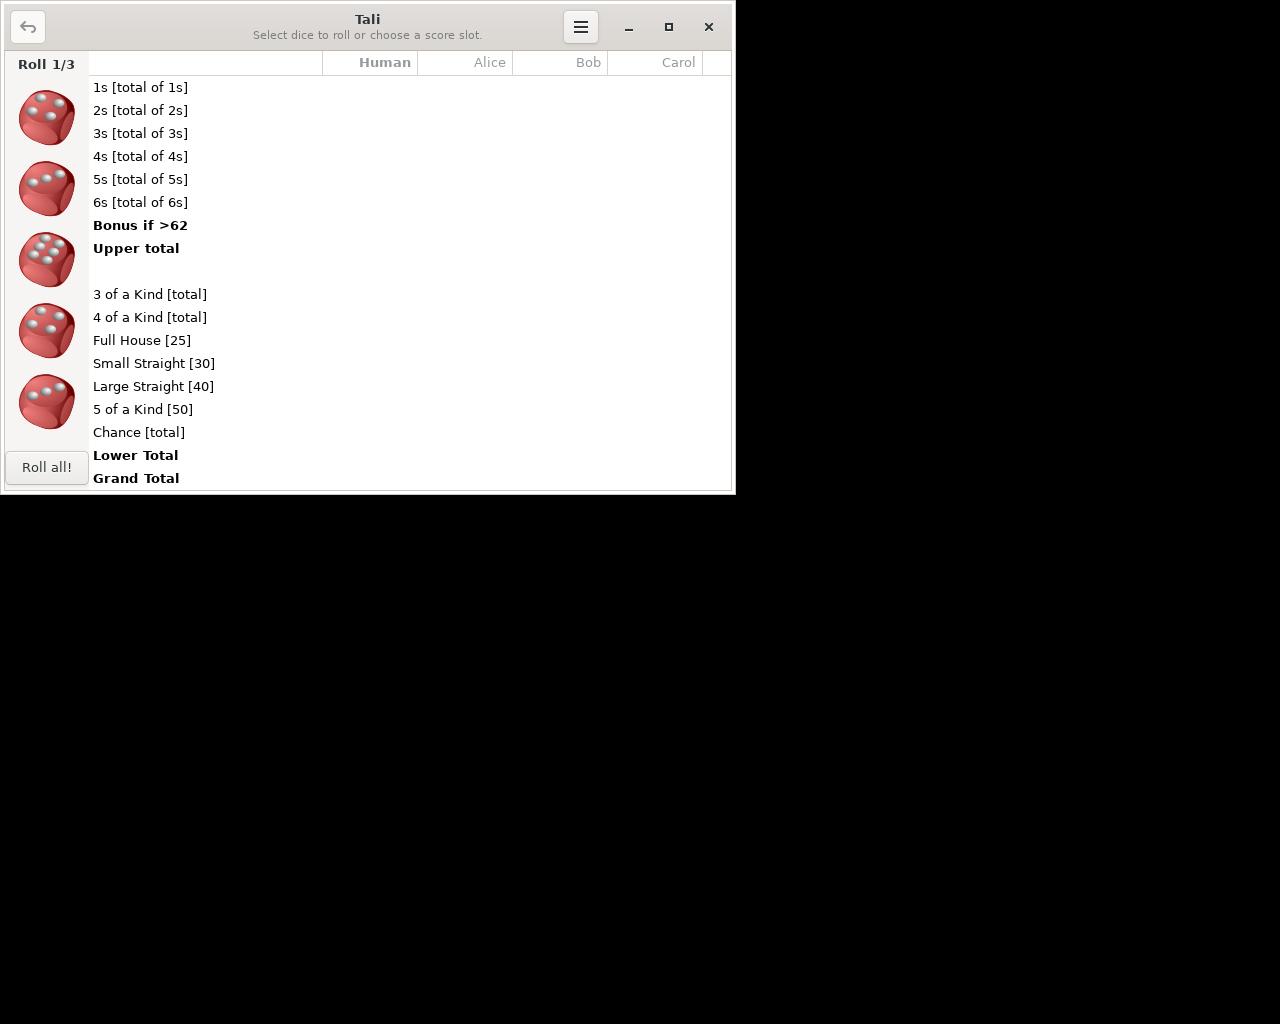 Tali
Select dice to roll or choose a score slot.
Roll 1/3
Human Alice Bob Carol
1s [total of 1s]
2s [total of 2s]
3s [total of 3s]
4s [total of 4s]
5s [total of 5s]
6s [total of 6s]
Bonus if >62
Upper total
3 of a Kind [total]
4 of a Kind [total]
Full House [25]
Small Straight [30]
Large Straight [40]
5 of a Kind [50]
Chance [total]
Lower Total
Grand Total
Roll all!